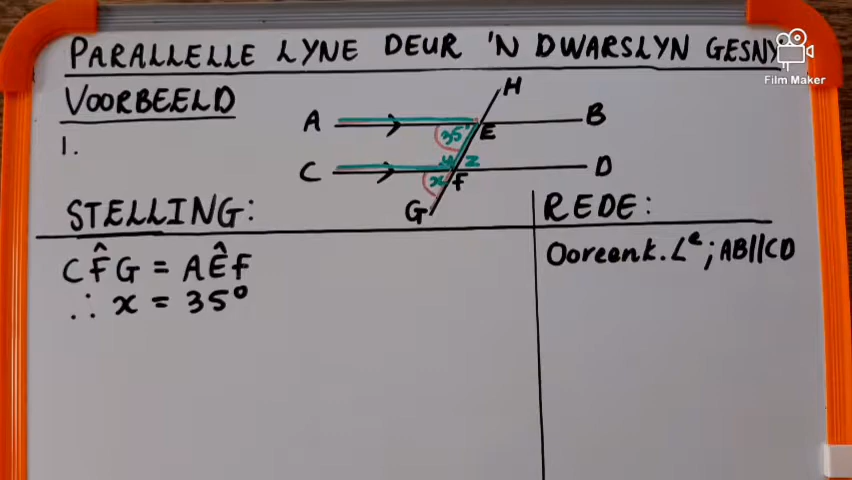 PARALLELLE LYNE DEUR 'N DWARSLYN GESNY
Film Maker
VOORBEELD
1.
H
A
B
35°
E
C
y
z
D
x
F
G
STELLING:
REDE:
CF̂G = AÊF
Ooreenk. ∠e; AB//CD
∴ x = 35°